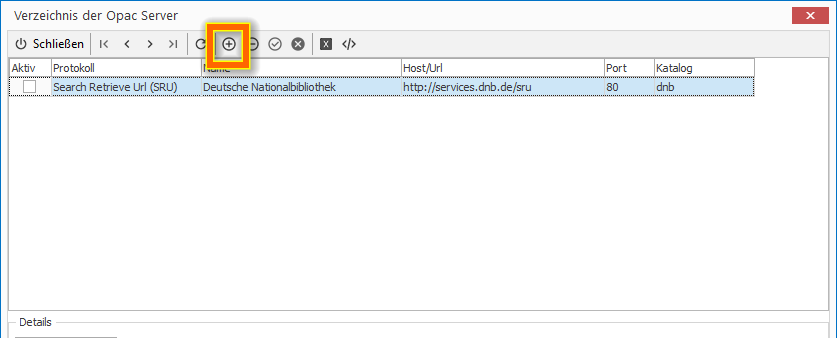 Verzeichnis der Opac Server
Schließen
Aktiv Protokoll Name Host/Url Port Katalog
Search Retrieve Url (SRU) Deutsche Nationalbibliothek http://services.dnb.de/sru 80 dnb
Details